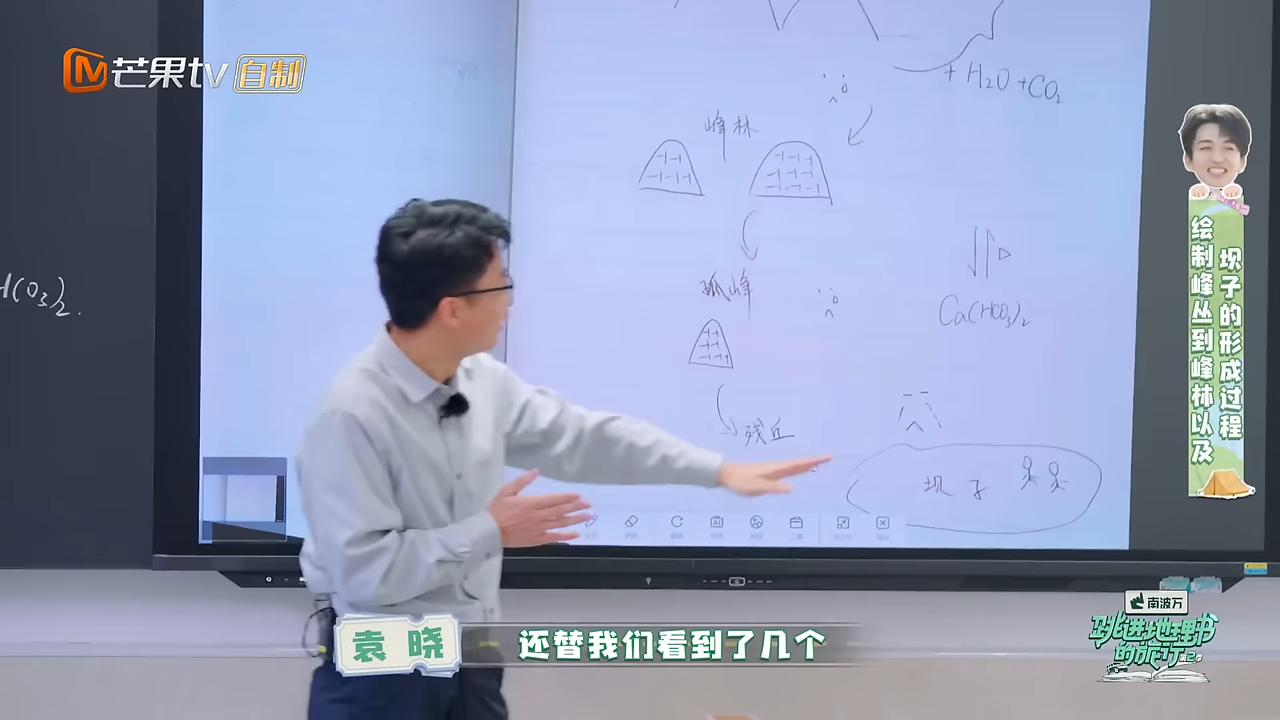 芒果tv 自制
+ H2O + CO2
峰林
孤峰
Ca(HCO3)2
HCO3)2.
残丘
坝子
绘制峰丛到峰林以及
坝子的形成过程
袁晓
还替我们看到了几个
南波万
跳进地理书
的旅行 第2季